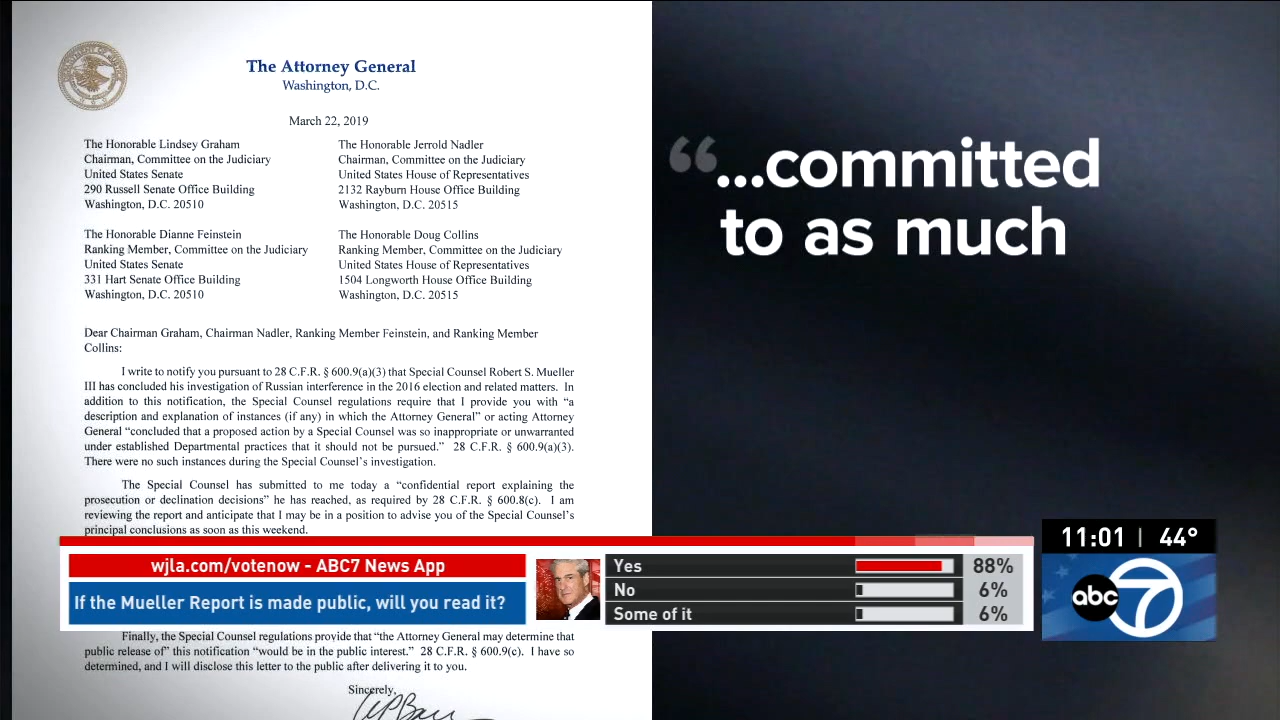 The Attorney General
Washington, D.C.
March 22, 2019
The Honorable Lindsey Graham
Chairman, Committee on the Judiciary
United States Senate
290 Russell Senate Office Building
Washington, D.C. 20510
The Honorable Jerrold Nadler
Chairman, Committee on the Judiciary
United States House of Representatives
2132 Rayburn House Office Building
Washington, D.C. 20515
The Honorable Dianne Feinstein
Ranking Member, Committee on the Judiciary
United States Senate
331 Hart Senate Office Building
Washington, D.C. 20510
The Honorable Doug Collins
Ranking Member, Committee on the Judiciary
United States House of Representatives
1504 Longworth House Office Building
Washington, D.C. 20515
Dear Chairman Graham, Chairman Nadler, Ranking Member Feinstein, and Ranking Member
Collins:
I write to notify you pursuant to 28 C.F.R. § 600.9(a)(3) that Special Counsel Robert S. Mueller
III has concluded his investigation of Russian interference in the 2016 election and related matters. In
addition to this notification, the Special Counsel regulations require that I provide you with “a
description and explanation of instances (if any) in which the Attorney General” or acting Attorney
General “concluded that a proposed action by a Special Counsel was so inappropriate or unwarranted
under established Departmental practices that it should not be pursued.” 28 C.F.R. § 600.9(a)(3).
There were no such instances during the Special Counsel’s investigation.
The Special Counsel has submitted to me today a “confidential report explaining the
prosecution or declination decisions” he has reached, as required by 28 C.F.R. § 600.8(c). I am
reviewing the report and anticipate that I may be in a position to advise you of the Special Counsel’s
principal conclusions as soon as this weekend.
Finally, the Special Counsel regulations provide that “the Attorney General may determine that
public release of” this notification “would be in the public interest.” 28 C.F.R. § 600.9(c). I have so
determined, and I will disclose this letter to the public after delivering it to you.
Sincerely,
“...committed
to as much
wjla.com/votenow - ABC7 News App
If the Mueller Report is made public, will you read it?
Yes 88%
No 6%
Some of it 6%
11:01 | 44°
abc 7